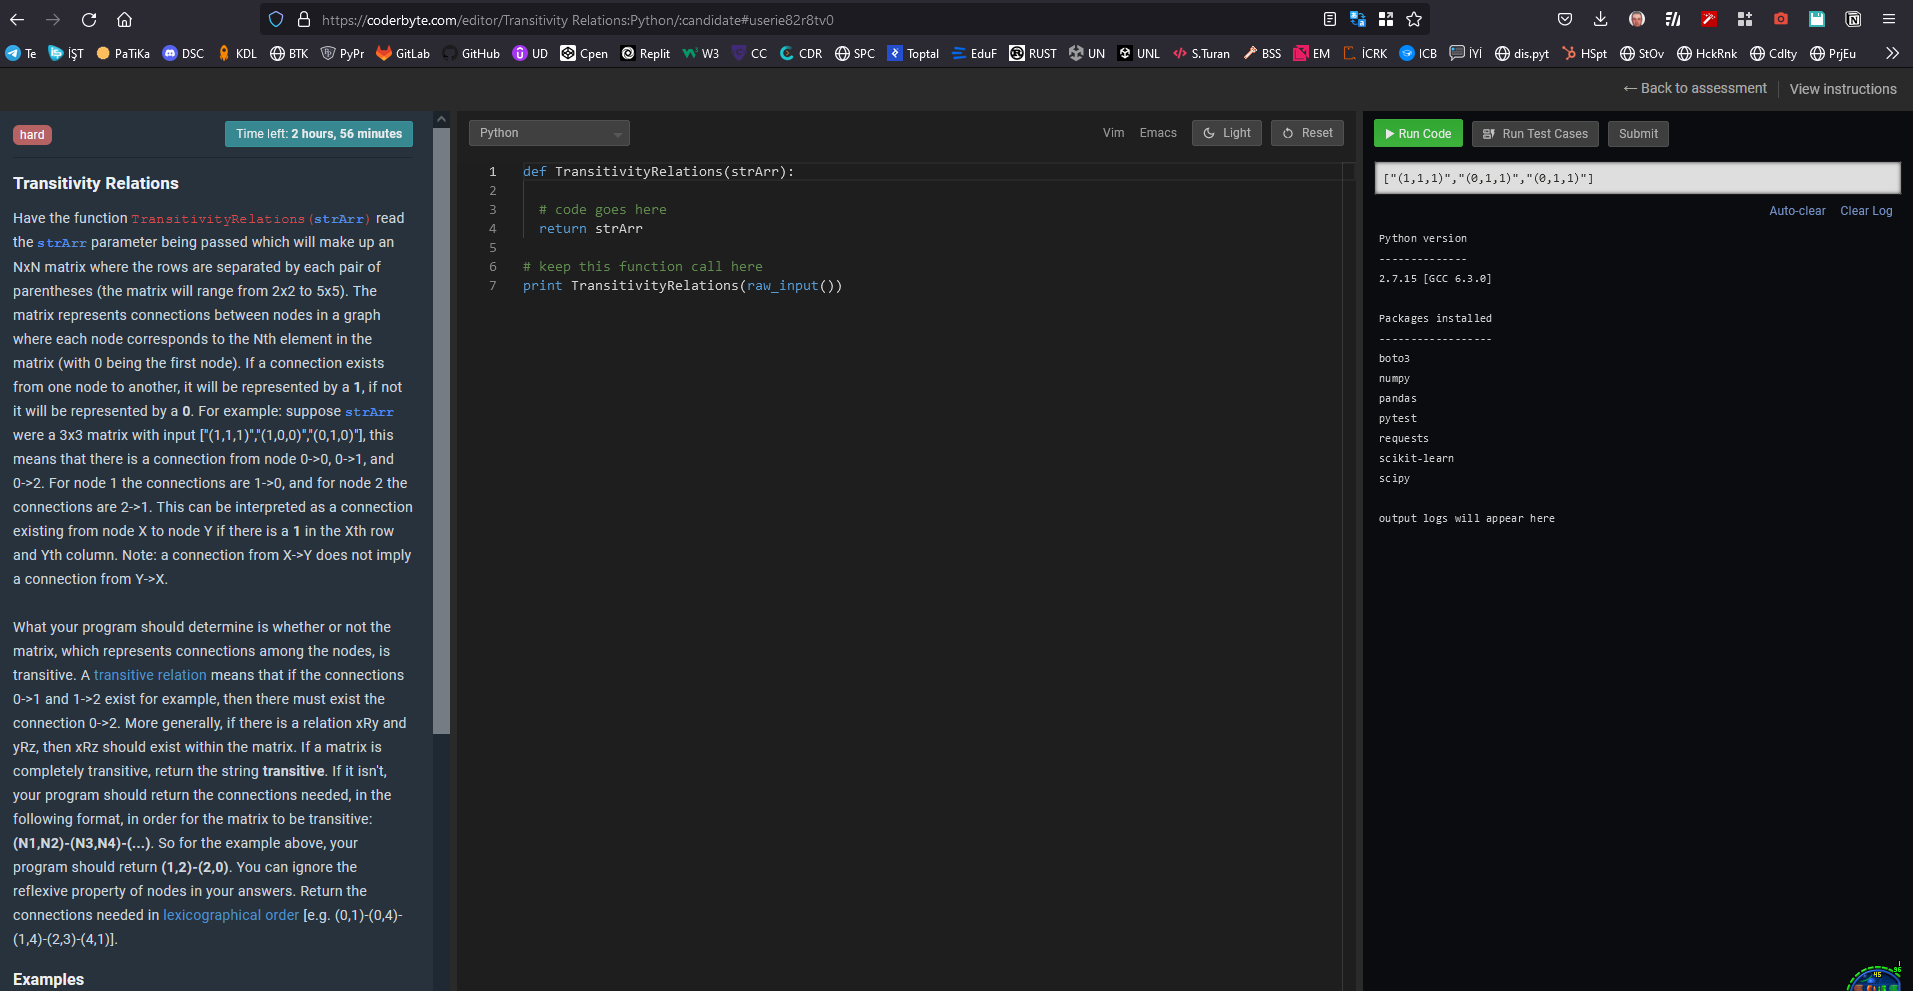 https://coderbyte.com/editor/Transitivity Relations:Python/:candidate#userie82r8tv0
Te İŞT PaTiKa DSC KDL BTK PyPr GitLab GitHub UD Cpen Replit W3 CC CDR SPC Toptal EduF RUST UN UNL S.Turan BSS EM İCRK ICB İYİ dis.pyt HSpt StOv HckRnk Cdlty PrjEu
← Back to assessment View instructions
hard
Time left: 2 hours, 56 minutes
Transitivity Relations
Have the function TransitivityRelations(strArr) read
the strArr parameter being passed which will make up an
NxN matrix where the rows are separated by each pair of
parentheses (the matrix will range from 2x2 to 5x5). The
matrix represents connections between nodes in a graph
where each node corresponds to the Nth element in the
matrix (with 0 being the first node). If a connection exists
from one node to another, it will be represented by a 1, if not
it will be represented by a 0. For example: suppose strArr
were a 3x3 matrix with input ["(1,1,1)","(1,0,0)","(0,1,0)"], this
means that there is a connection from node 0->0, 0->1, and
0->2. For node 1 the connections are 1->0, and for node 2 the
connections are 2->1. This can be interpreted as a connection
existing from node X to node Y if there is a 1 in the Xth row
and Yth column. Note: a connection from X->Y does not imply
a connection from Y->X.
What your program should determine is whether or not the
matrix, which represents connections among the nodes, is
transitive. A transitive relation means that if the connections
0->1 and 1->2 exist for example, then there must exist the
connection 0->2. More generally, if there is a relation xRy and
yRz, then xRz should exist within the matrix. If a matrix is
completely transitive, return the string transitive. If it isn't,
your program should return the connections needed, in the
following format, in order for the matrix to be transitive:
(N1,N2)-(N3,N4)-(...). So for the example above, your
program should return (1,2)-(2,0). You can ignore the
reflexive property of nodes in your answers. Return the
connections needed in lexicographical order [e.g. (0,1)-(0,4)-
(1,4)-(2,3)-(4,1)].
Examples
Python
Vim Emacs Light Reset
1 def TransitivityRelations(strArr):
2
3 # code goes here
4 return strArr
5
6 # keep this function call here
7 print TransitivityRelations(raw_input())
Run Code Run Test Cases Submit
["(1,1,1)","(0,1,1)","(0,1,1)"]
Auto-clear Clear Log
Python version
--------------
2.7.15 [GCC 6.3.0]
Packages installed
------------------
boto3
numpy
pandas
pytest
requests
scikit-learn
scipy
output logs will appear here